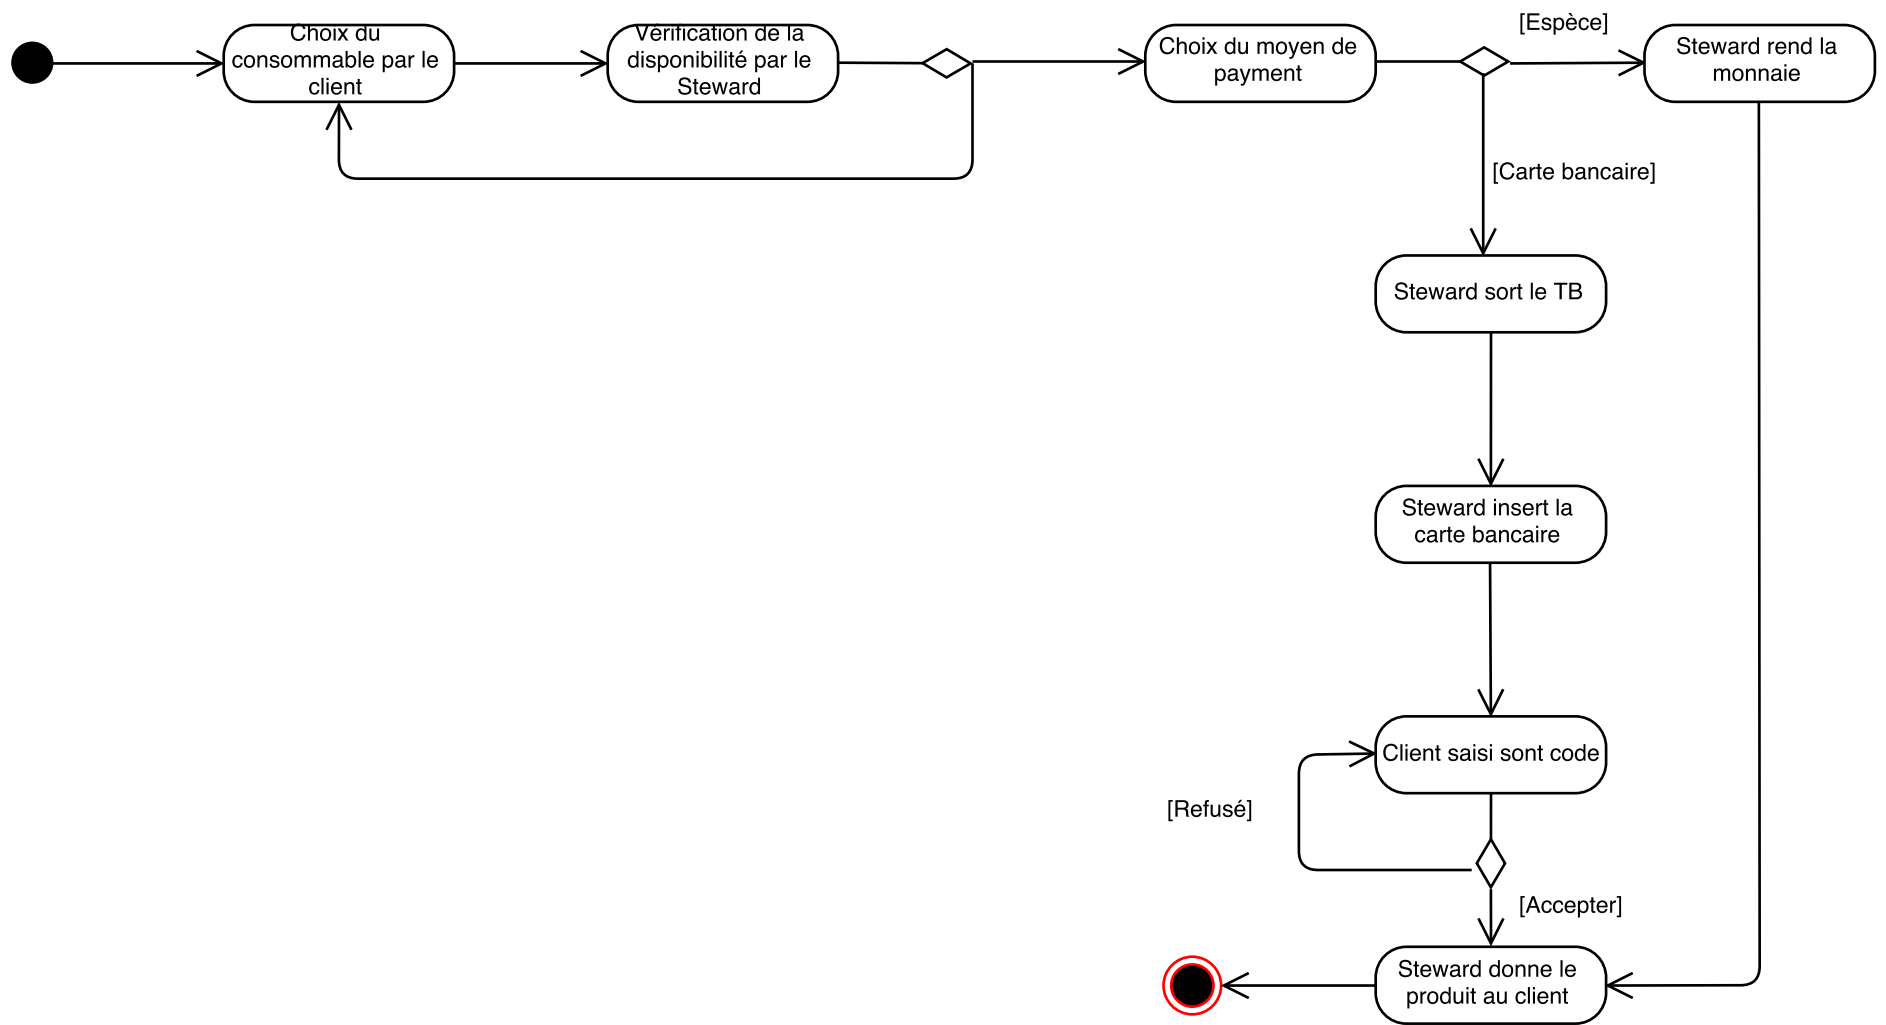 Choix du
consommable par le
client
Vérification de la
disponibilité par le
Steward
Choix du moyen de
payment
[Espèce]
Steward rend la
monnaie
[Carte bancaire]
Steward sort le TB
Steward insert la
carte bancaire
Client saisi sont code
[Refusé]
[Accepter]
Steward donne le
produit au client